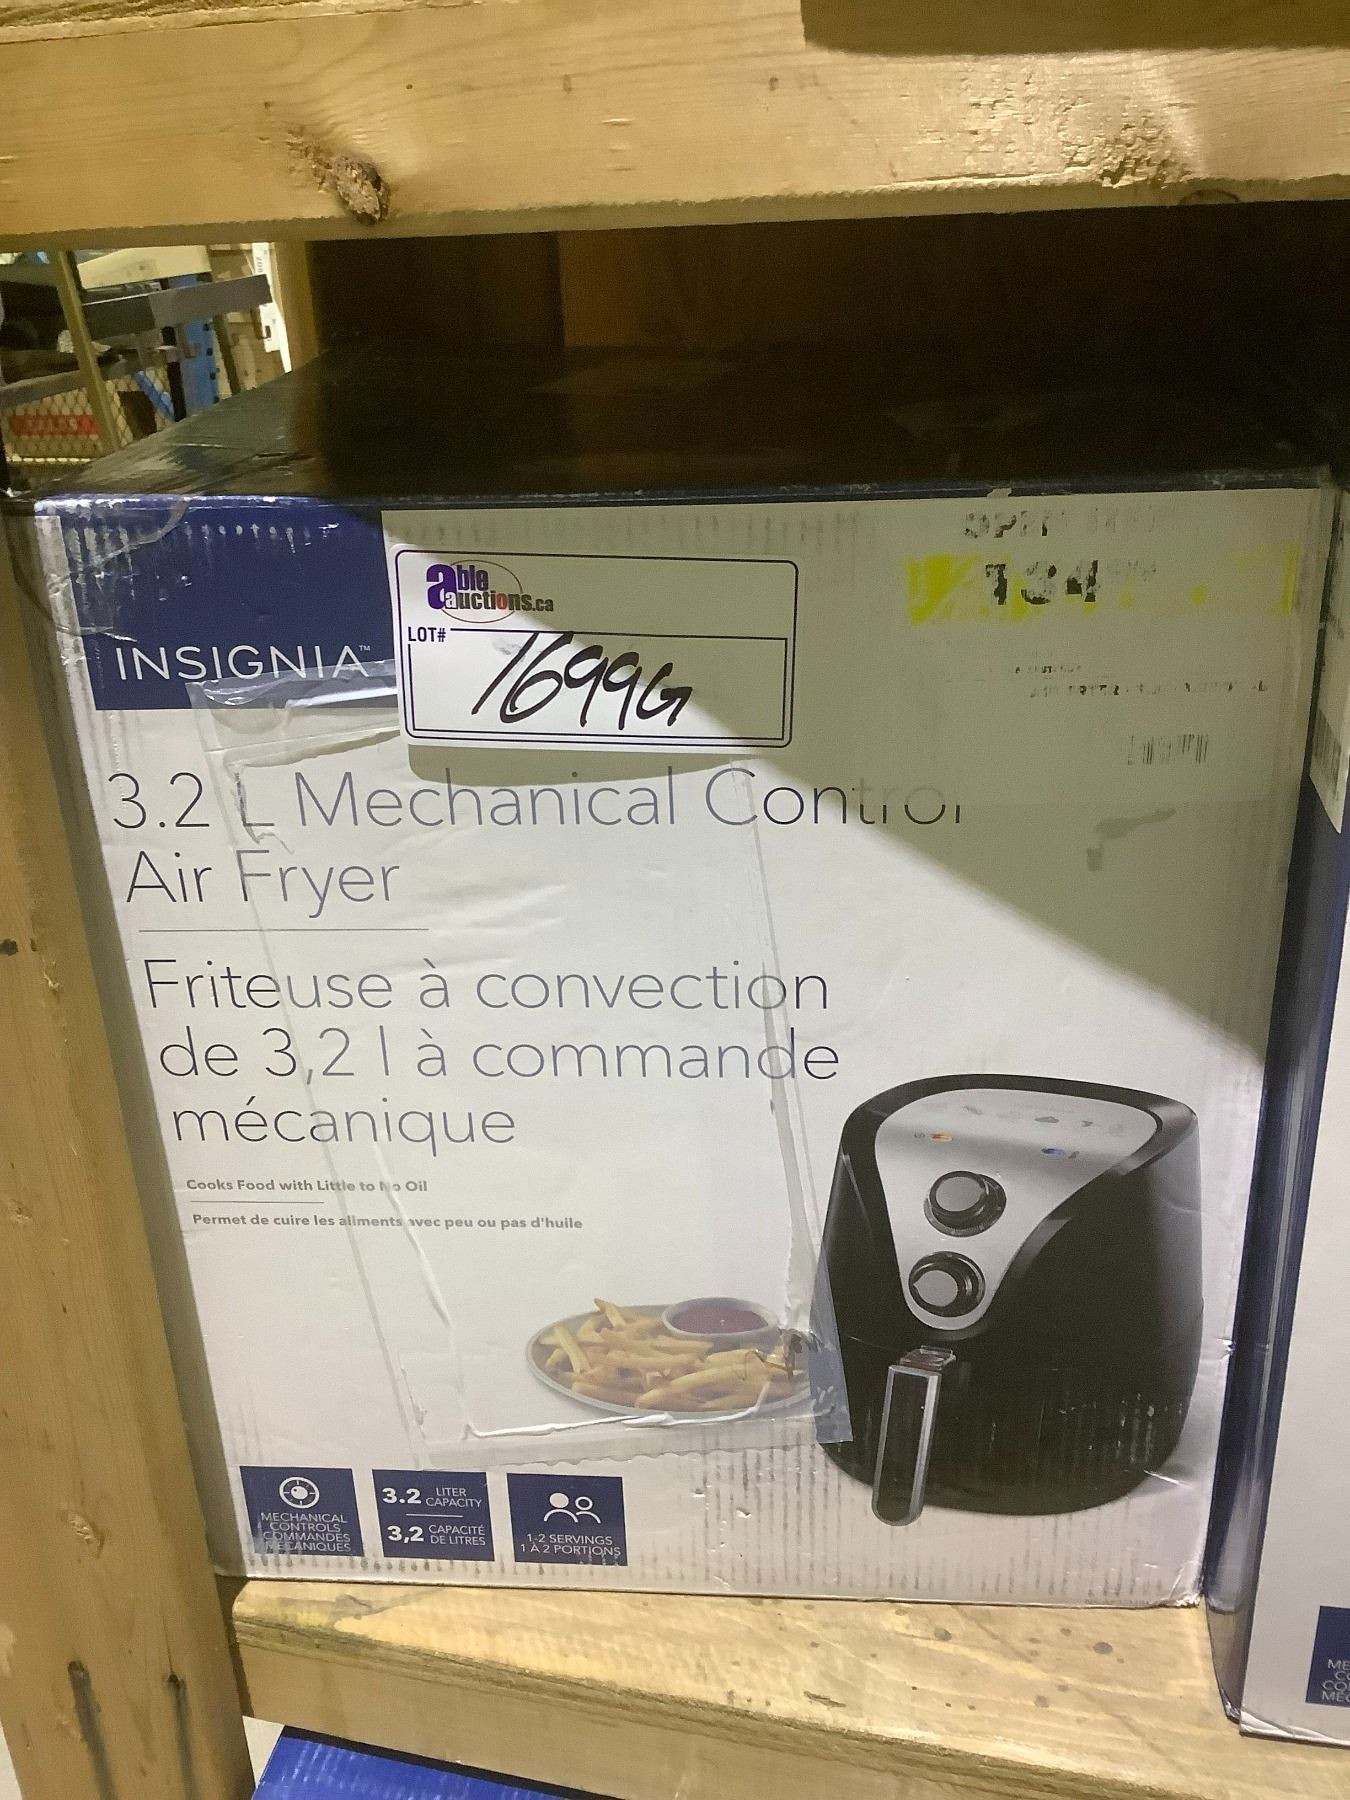 able
auctions.ca
LOT#
1699G
134
INSIGNIA™
3.2 L Mechanical Control
Air Fryer
Friteuse à convection
de 3,2 l à commande
mécanique
Cooks Food with Little to No Oil
Permet de cuire les aliments avec peu ou pas d'huile
MECHANICAL
CONTROLS
COMMANDES
MÉCANIQUES
3.2 LITER
CAPACITY
3,2 CAPACITÉ
DE LITRES
1-2 SERVINGS
1 À 2 PORTIONS